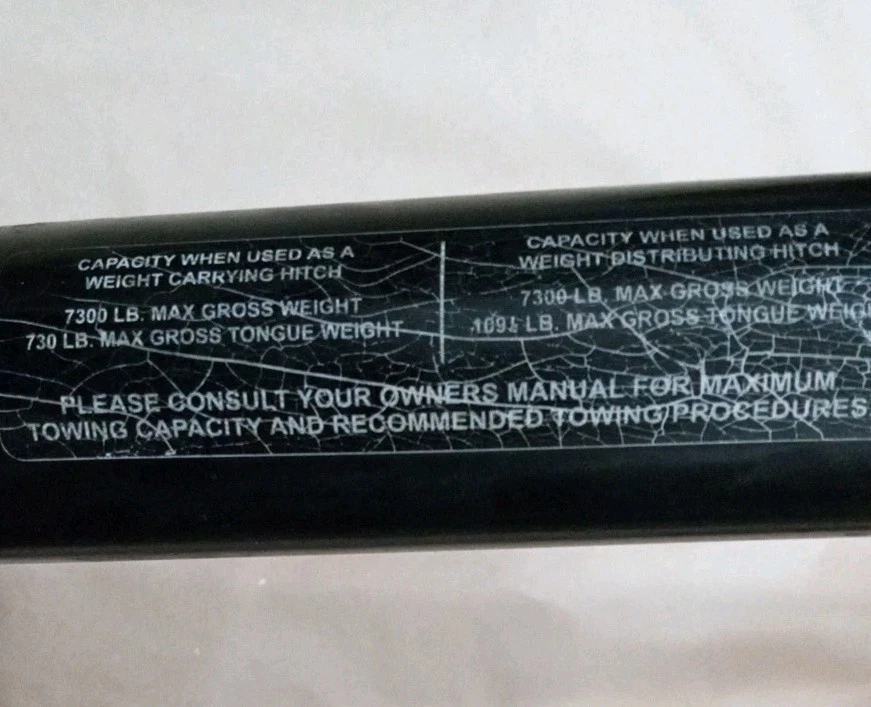 CAPACITY WHEN USED AS A
WEIGHT CARRYING HITCH
7300 LB. MAX GROSS WEIGHT
730 LB. MAX GROSS TONGUE WEIGHT
CAPACITY WHEN USED AS A
WEIGHT DISTRIBUTING HITCH
7300 LB. MAX GROSS WEIGHT
LB. MAX GROSS TONGUE
PLEASE CONSULT YOUR OWNERS MANUAL FOR MAXIMUM
TOWING CAPACITY AND RECOMMENDED TOWING PROCEDURES.